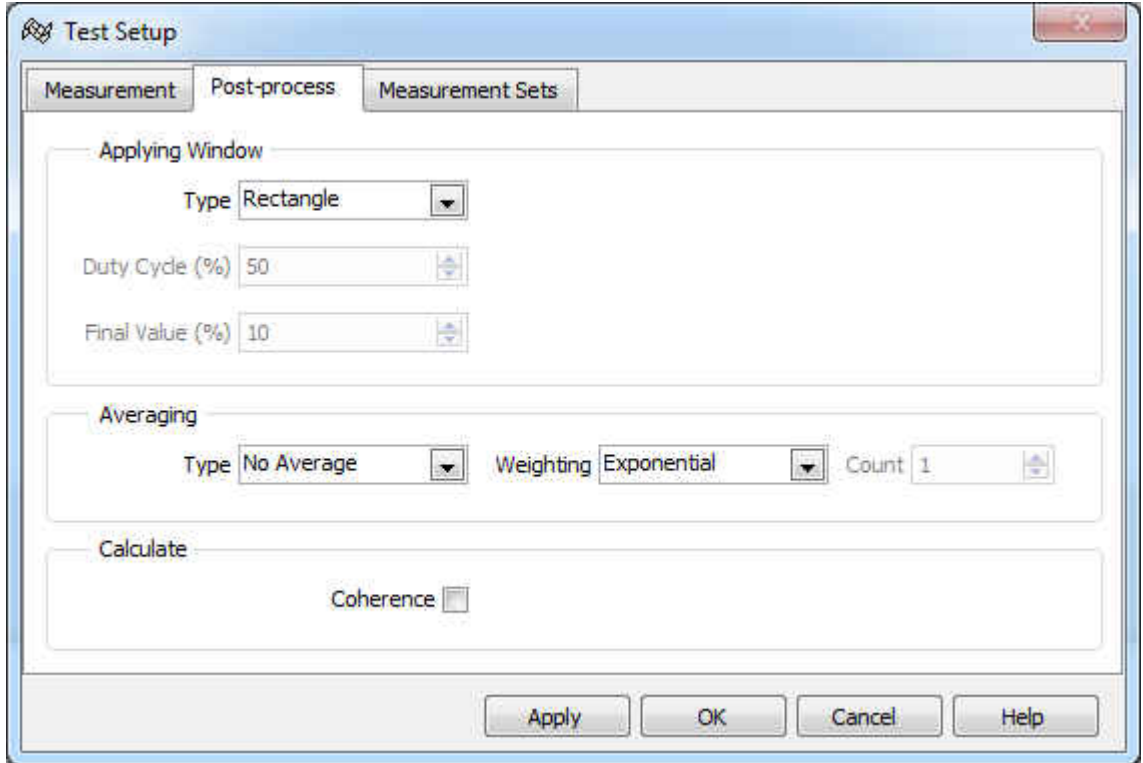 Test Setup
Measurement Post-process Measurement Sets
Applying Window
Type Rectangle
Duty Cycle (%) 50
Final Value (%) 10
Averaging
Type No Average Weighting Exponential Count 1
Calculate
Coherence
Apply OK Cancel Help